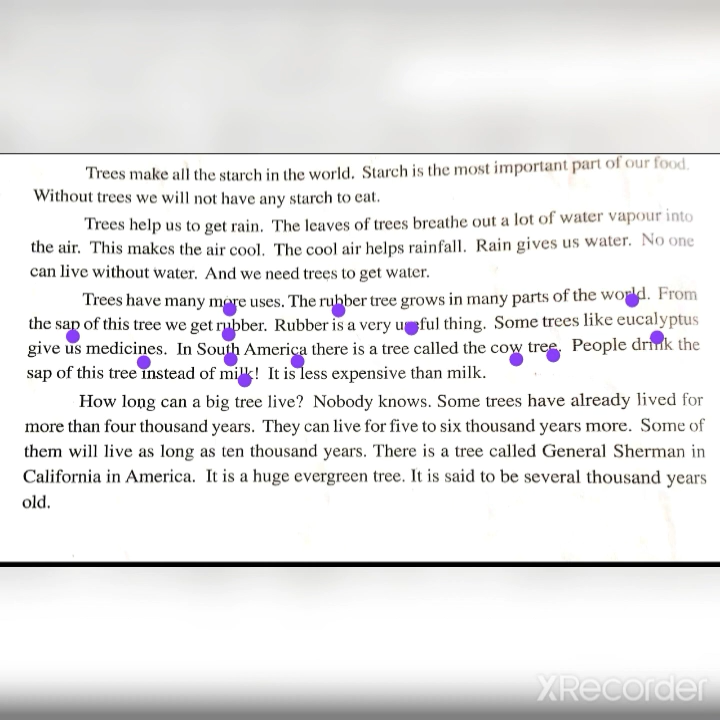 Trees make all the starch in the world. Starch is the most important part of our food.
Without trees we will not have any starch to eat.
Trees help us to get rain. The leaves of trees breathe out a lot of water vapour into
the air. This makes the air cool. The cool air helps rainfall. Rain gives us water. No one
can live without water. And we need trees to get water.
Trees have many more uses. The rubber tree grows in many parts of the world. From
the sap of this tree we get rubber. Rubber is a very useful thing. Some trees like eucalyptus
give us medicines. In South America there is a tree called the cow tree. People drink the
sap of this tree instead of milk! It is less expensive than milk.
How long can a big tree live? Nobody knows. Some trees have already lived for
more than four thousand years. They can live for five to six thousand years more. Some of
them will live as long as ten thousand years. There is a tree called General Sherman in
California in America. It is a huge evergreen tree. It is said to be several thousand years
old.
XRecorder